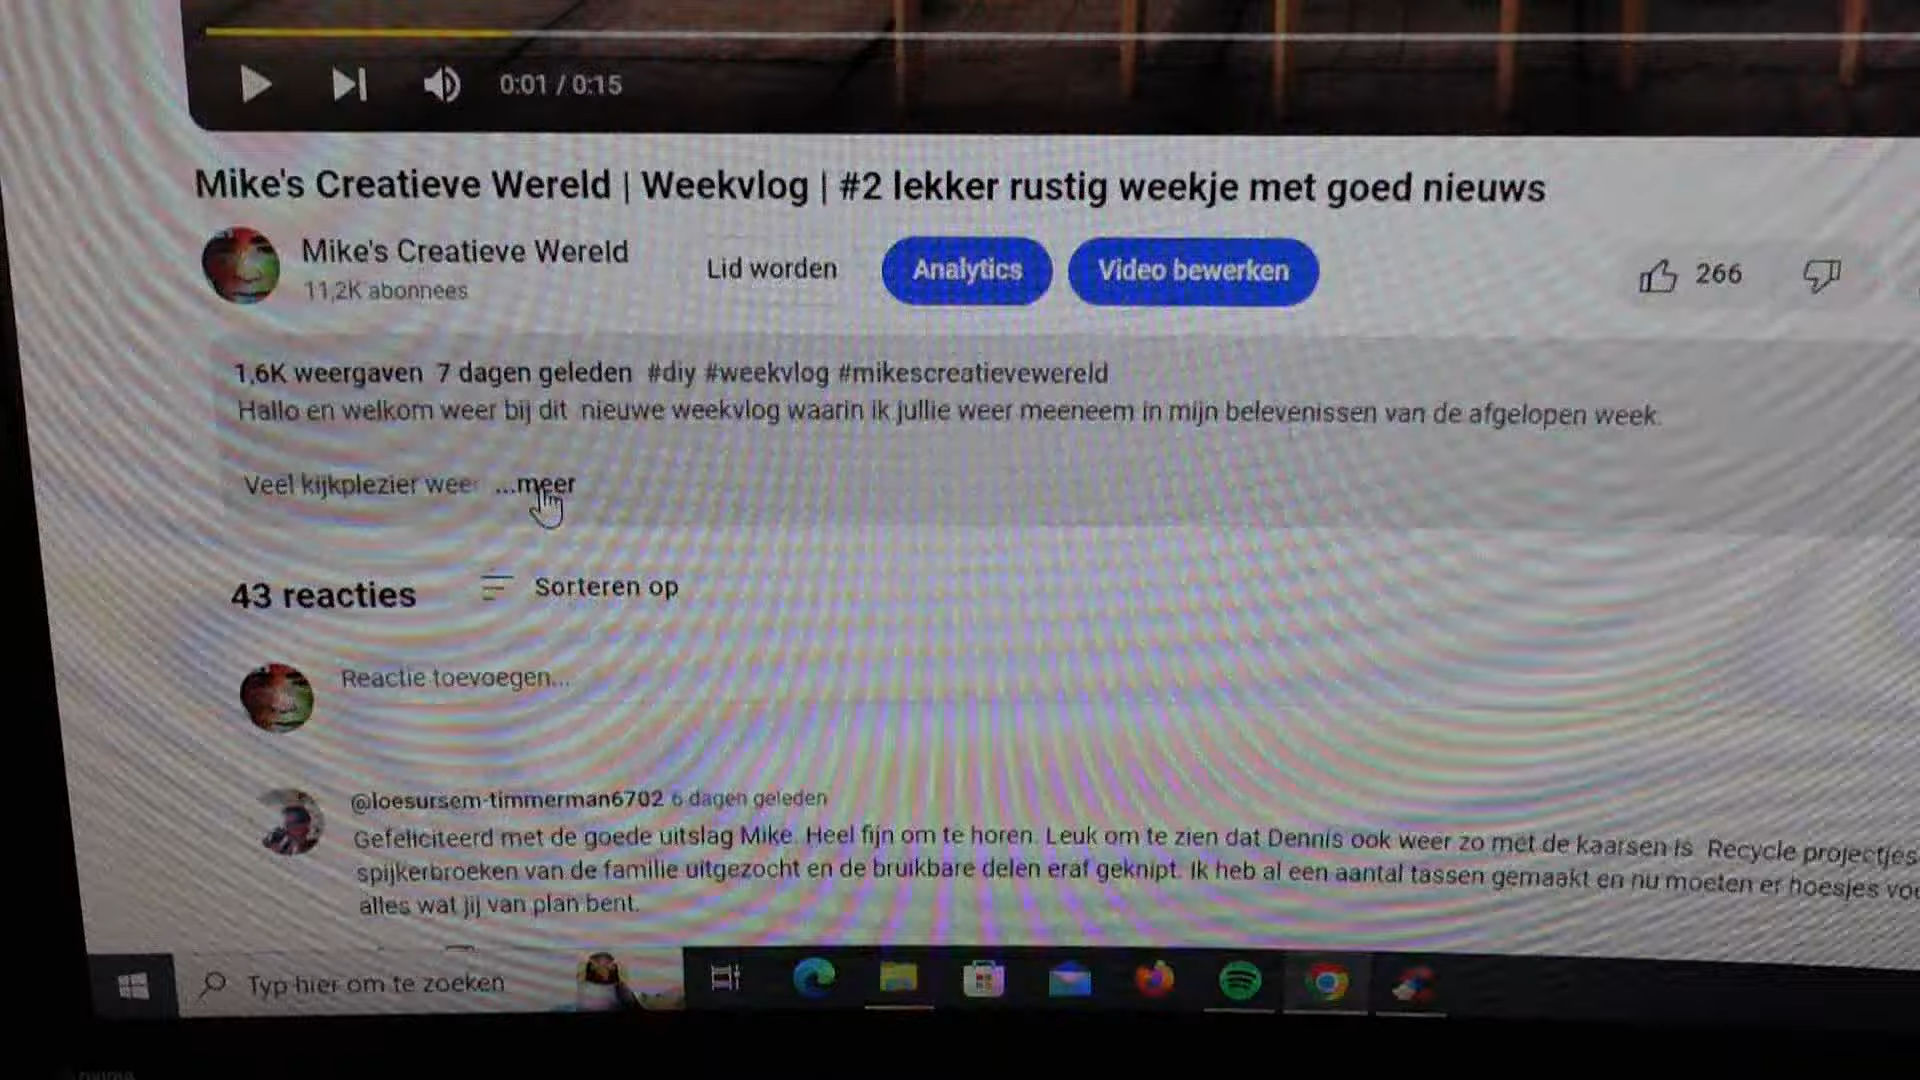 0:01 / 0:15
Mike's Creatieve Wereld | Weekvlog | #2 lekker rustig weekje met goed nieuws
Mike's Creatieve Wereld
11,2K abonnees
Lid worden
Analytics
Video bewerken
266
1,6K weergaven 7 dagen geleden #diy #weekvlog #mikescreatievewereld
Hallo en welkom weer bij dit nieuwe weekvlog waarin ik jullie weer meeneem in mijn belevenissen van de afgelopen week.
Veel kijkplezier weer ...meer
43 reacties
Sorteren op
Reactie toevoegen...
@loesursem-timmerman6702 6 dagen geleden
Gefeliciteerd met de goede uitslag Mike. Heel fijn om te horen. Leuk om te zien dat Dennis ook weer zo met de kaarsen is Recycle projectjes
spijkerbroeken van de familie uitgezocht en de bruikbare delen eraf geknipt. Ik heb al een aantal tassen gemaakt en nu moeten er hoesjes
alles wat jij van plan bent.
Typ hier om te zoeken